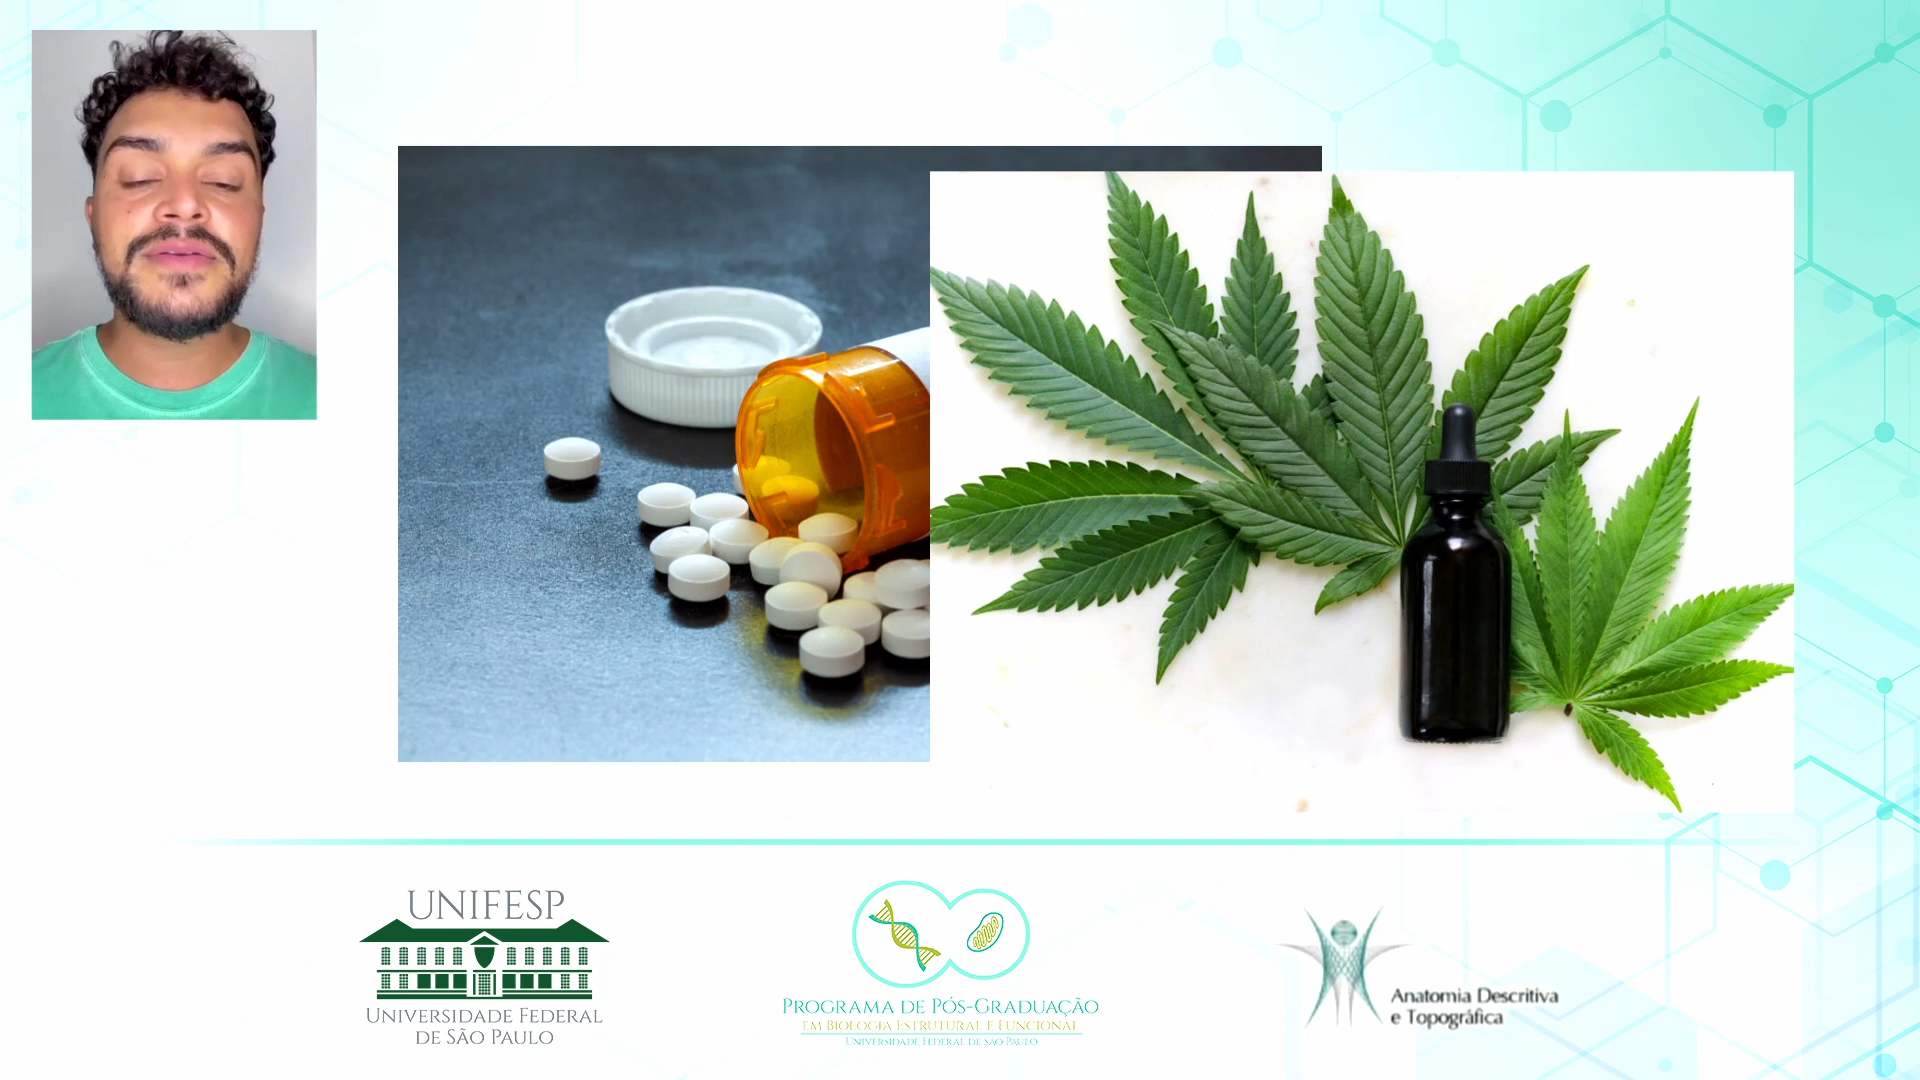 UNIFESP
UNIVERSIDADE FEDERAL
DE SÃO PAULO
PROGRAMA DE PÓS-GRADUAÇÃO
EM BIOLOGIA ESTRUTURAL E FUNCIONAL
UNIVERSIDADE FEDERAL DE SÃO PAULO
Anatomia Descritiva
e Topográfica